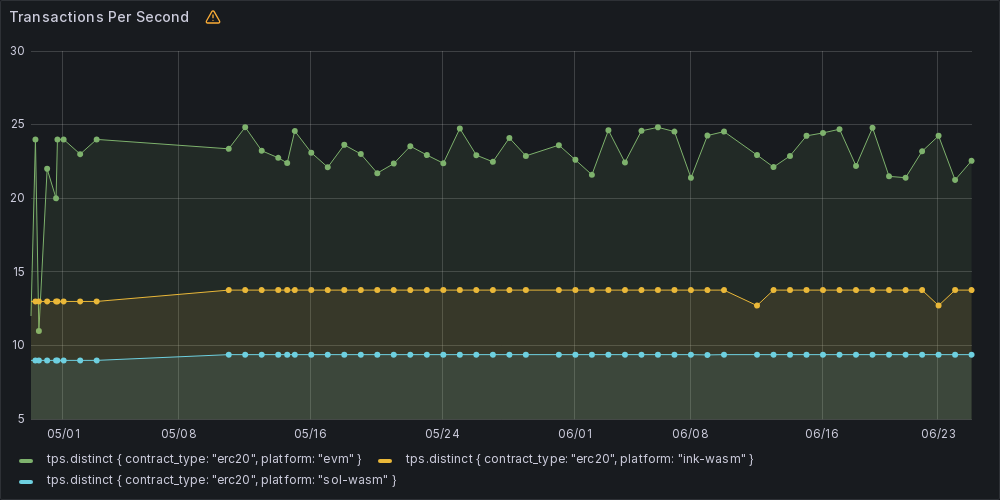 Transactions Per Second
30
25
20
15
10
5
05/01 05/08 05/16 05/24 06/01 06/08 06/16 06/23
tps.distinct { contract_type: "erc20", platform: "evm" } tps.distinct { contract_type: "erc20", platform: "ink-wasm" }
tps.distinct { contract_type: "erc20", platform: "sol-wasm" }